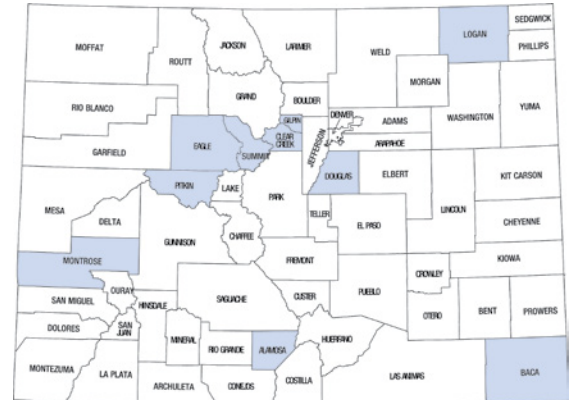 MOFFAT
ROUTT
JACKSON
LARIMER
WELD
LOGAN
SEDGWICK
PHILLIPS
MORGAN
RIO BLANCO
GRAND
BOULDER
GILPIN
CLEAR
CREEK
DENVER
ADAMS
ARAPAHOE
WASHINGTON
YUMA
GARFIELD
EAGLE
SUMMIT
JEFFERSON
DOUGLAS
ELBERT
KIT CARSON
PITKIN
LAKE
PARK
MESA
DELTA
GUNNISON
CHAFFEE
TELLER
EL PASO
LINCOLN
CHEYENNE
MONTROSE
FREMONT
KIOWA
OURAY
SAN MIGUEL
HINSDALE
SAGUACHE
CUSTER
PUEBLO
CROWLEY
OTERO
BENT
PROWERS
DOLORES
SAN
JUAN
MINERAL
RIO GRANDE
ALAMOSA
HUERFANO
MONTEZUMA
LA PLATA
ARCHULETA
CONEJOS
COSTILLA
LAS ANIMAS
BACA